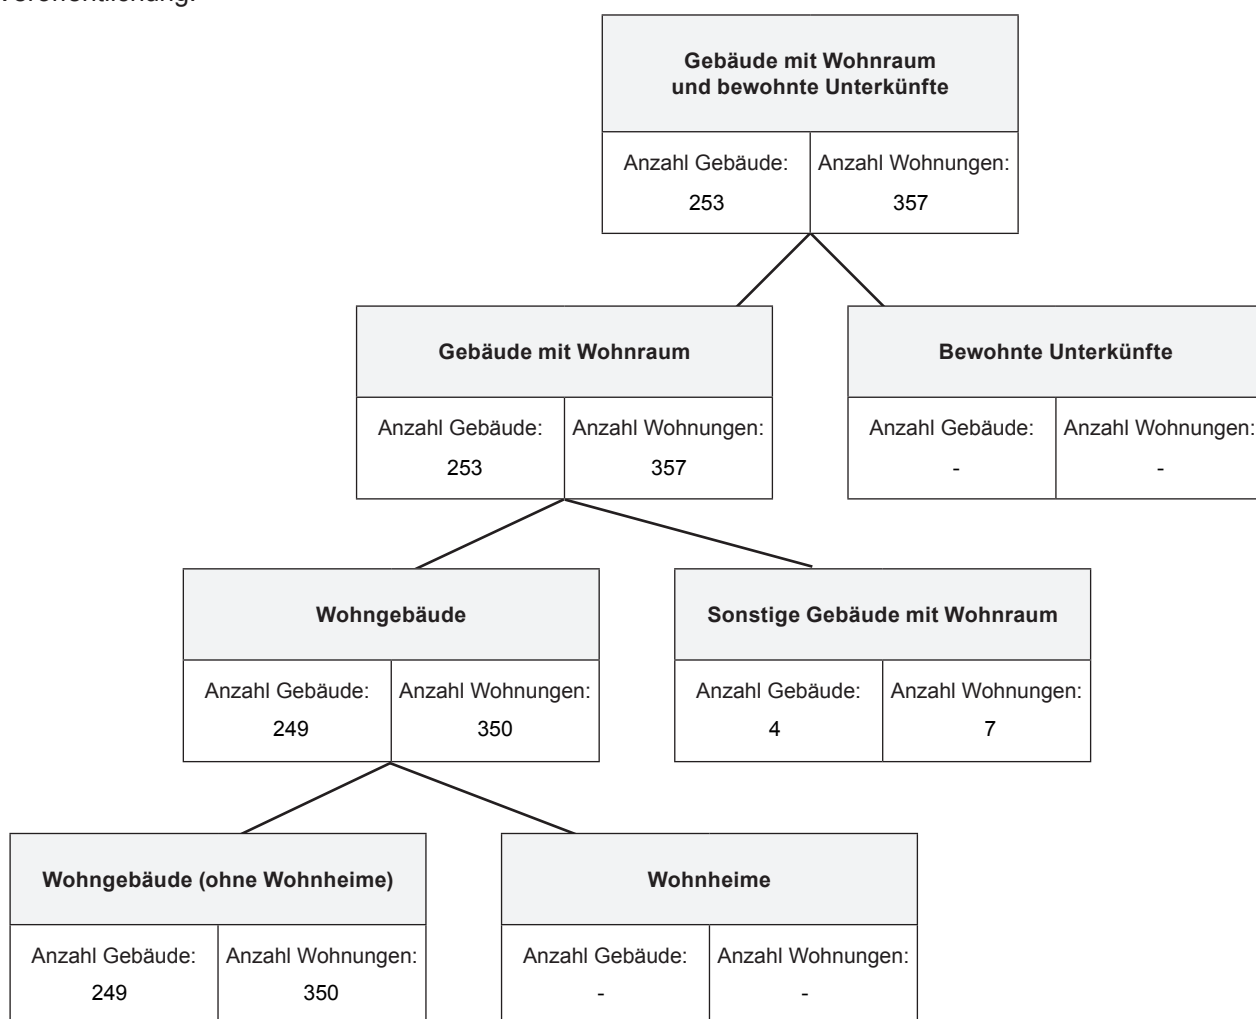 Veröffentlichung.
Gebäude mit Wohnraum
und bewohnte Unterkünfte
Anzahl Gebäude: Anzahl Wohnungen:
253 357
Gebäude mit Wohnraum
Anzahl Gebäude: Anzahl Wohnungen:
253 357
Bewohnte Unterkünfte
Anzahl Gebäude: Anzahl Wohnungen:
- -
Wohngebäude
Anzahl Gebäude: Anzahl Wohnungen:
249 350
Sonstige Gebäude mit Wohnraum
Anzahl Gebäude: Anzahl Wohnungen:
4 7
Wohngebäude (ohne Wohnheime)
Anzahl Gebäude: Anzahl Wohnungen:
249 350
Wohnheime
Anzahl Gebäude: Anzahl Wohnungen:
- -